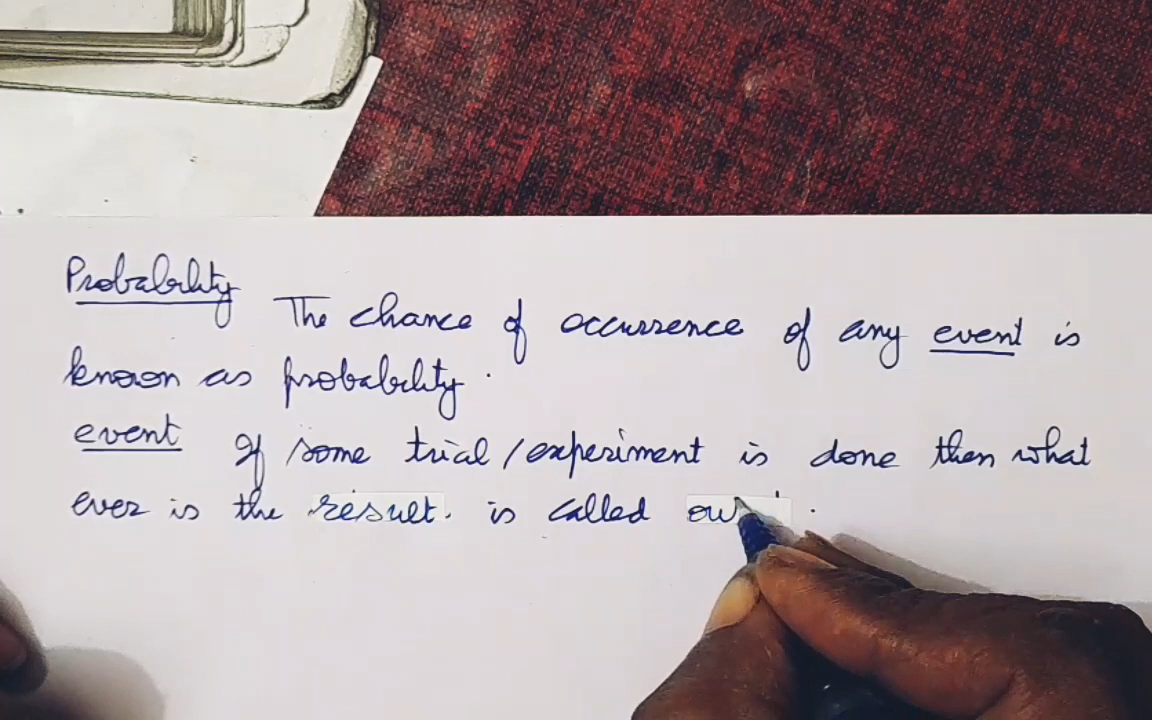 Probability The chance of occurrence of any event is
known as probability.
event If some trial/experiment is done then what
ever is the result. is called